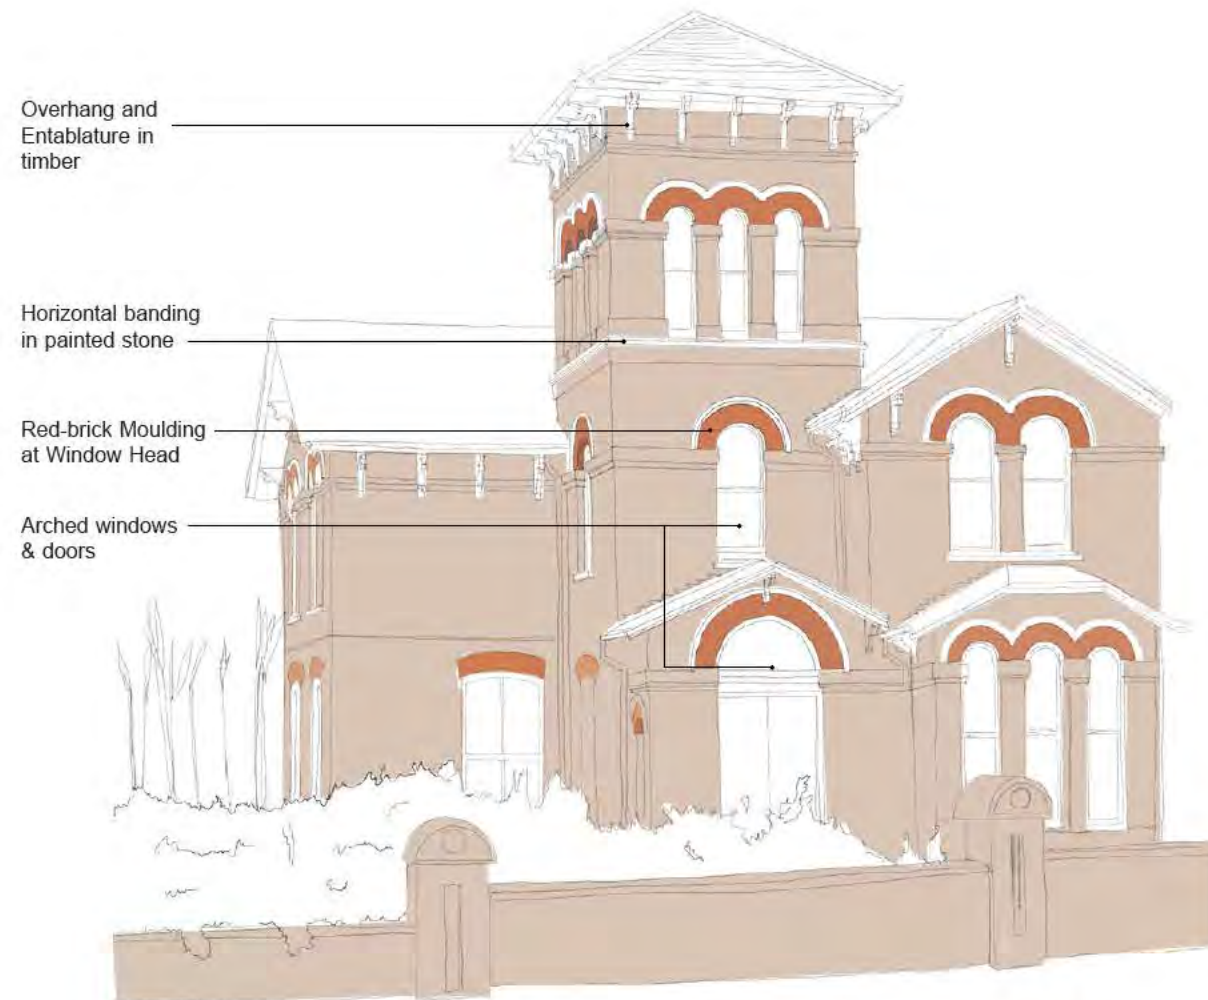 Overhang and
Entablature in
timber
Horizontal banding
in painted stone
Red-brick Moulding
at Window Head
Arched windows
& doors